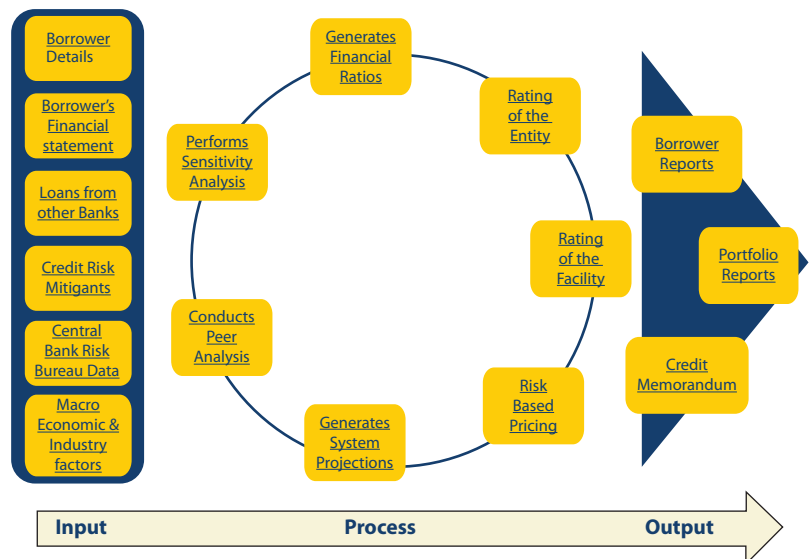 Borrower
Details
Borrower's
Financial
statement
Loans from
other Banks
Credit Risk
Mitigants
Central
Bank Risk
Bureau Data
Macro
Economic &
Industry
factors
Generates
Financial
Ratios
Rating
of the
Entity
Rating
of the
Facility
Risk
Based
Pricing
Generates
System
Projections
Conducts
Peer
Analysis
Performs
Sensitivity
Analysis
Borrower
Reports
Portfolio
Reports
Credit
Memorandum
Input
Process
Output